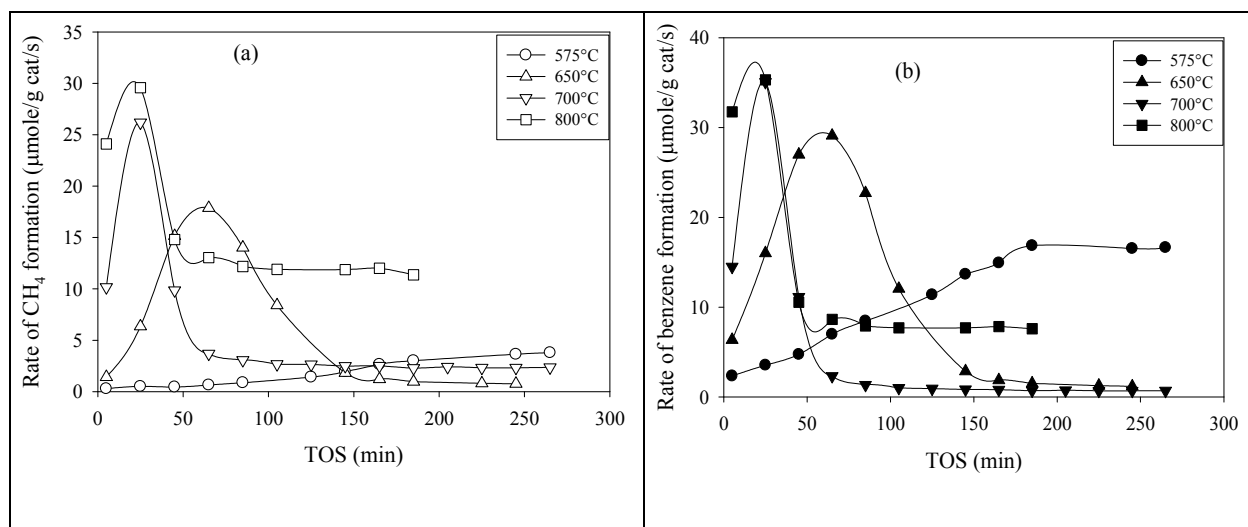 (a)
575°C
650°C
700°C
800°C
Rate of CH4 formation (µmole/g cat/s)
35
30
25
20
15
10
5
0
0 50 100 150 200 250 300
TOS (min)
(b)
575°C
650°C
700°C
800°C
Rate of benzene formation (µmole/g cat/s)
40
30
20
10
0
0 50 100 150 200 250 300
TOS (min)